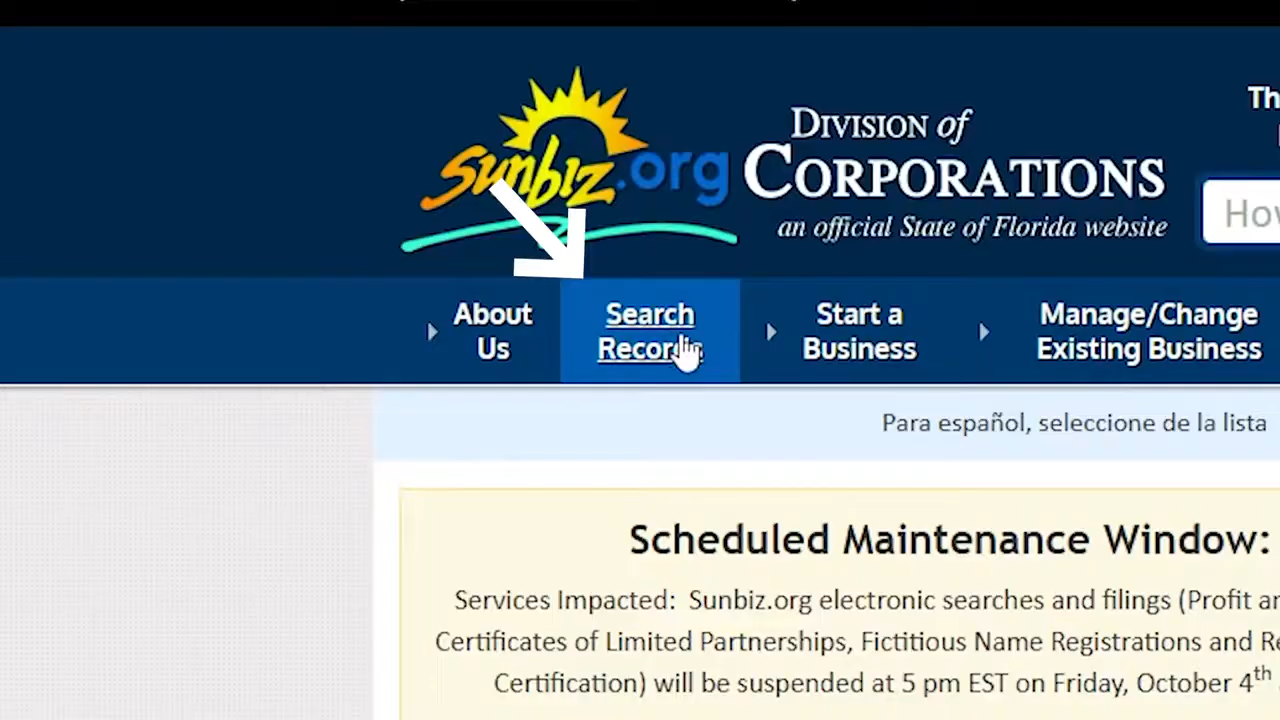 Th
Sunbiz.org
DIVISION of
CORPORATIONS
an official State of Florida website
How
About
Us
Search
Records
Start a
Business
Manage/Change
Existing Business
Para español, seleccione de la lista
Scheduled Maintenance Window:
Services Impacted: Sunbiz.org electronic searches and filings (Profit an
Certificates of Limited Partnerships, Fictitious Name Registrations and Re
Certification) will be suspended at 5 pm EST on Friday, October 4th